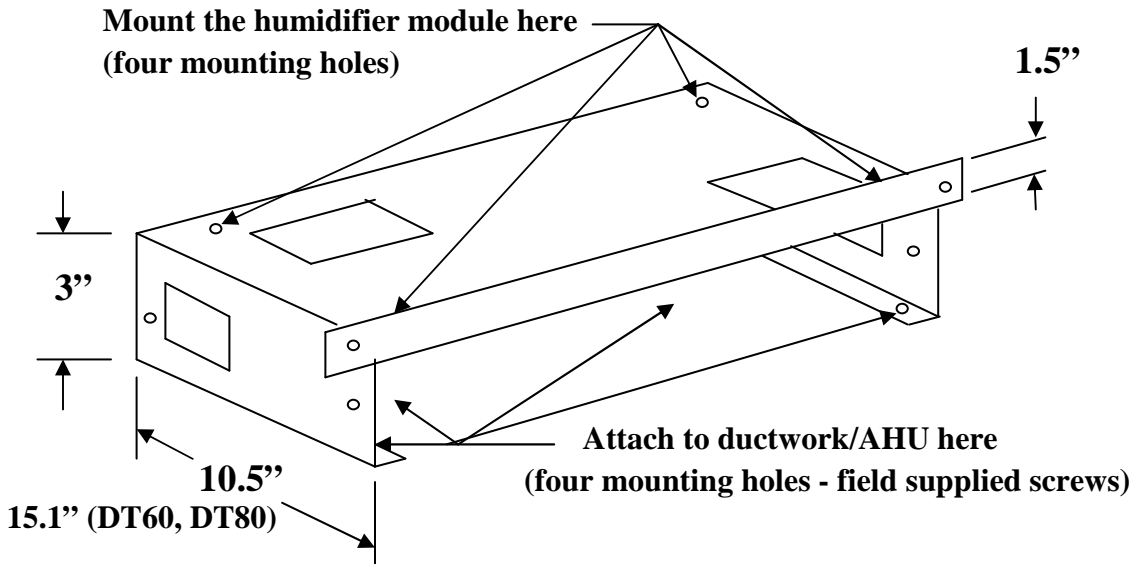 Mount the humidifier module here
(four mounting holes)
1.5”
3”
Attach to ductwork/AHU here
(four mounting holes - field supplied screws)
10.5”
15.1” (DT60, DT80)